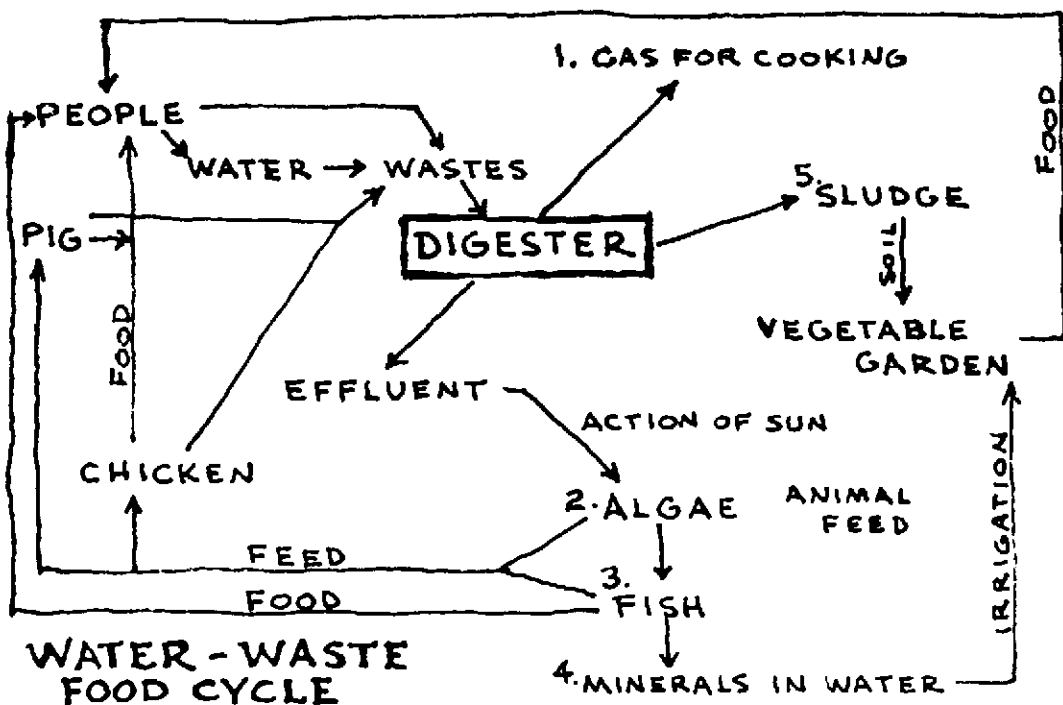 1. GAS FOR COOKING
PEOPLE
WATER
WASTES
5. SLUDGE
FOOD
PIG
DIGESTER
SOIL
FOOD
VEGETABLE
GARDEN
EFFLUENT
ACTION OF SUN
CHICKEN
2. ALGAE
ANIMAL
FEED
IRRIGATION
FEED
3. FISH
FOOD
WATER - WASTE
FOOD CYCLE
4. MINERALS IN WATER